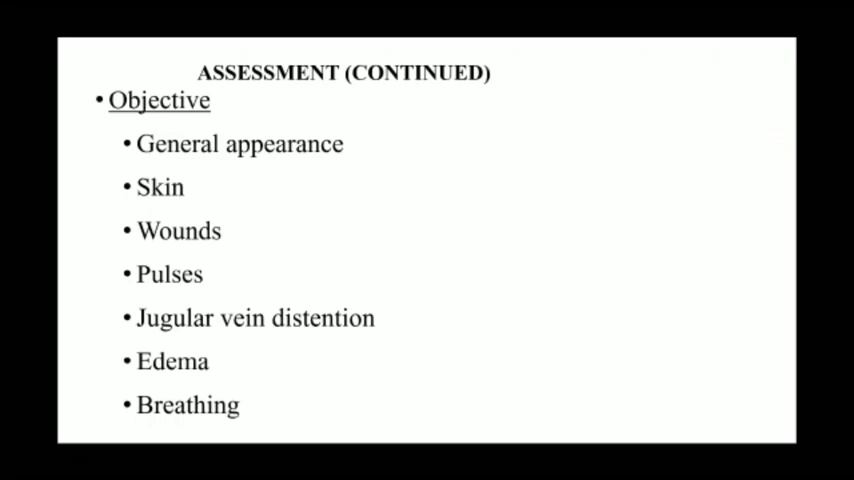 ASSESSMENT (CONTINUED)
• Objective
• General appearance
• Skin
• Wounds
• Pulses
• Jugular vein distention
• Edema
• Breathing